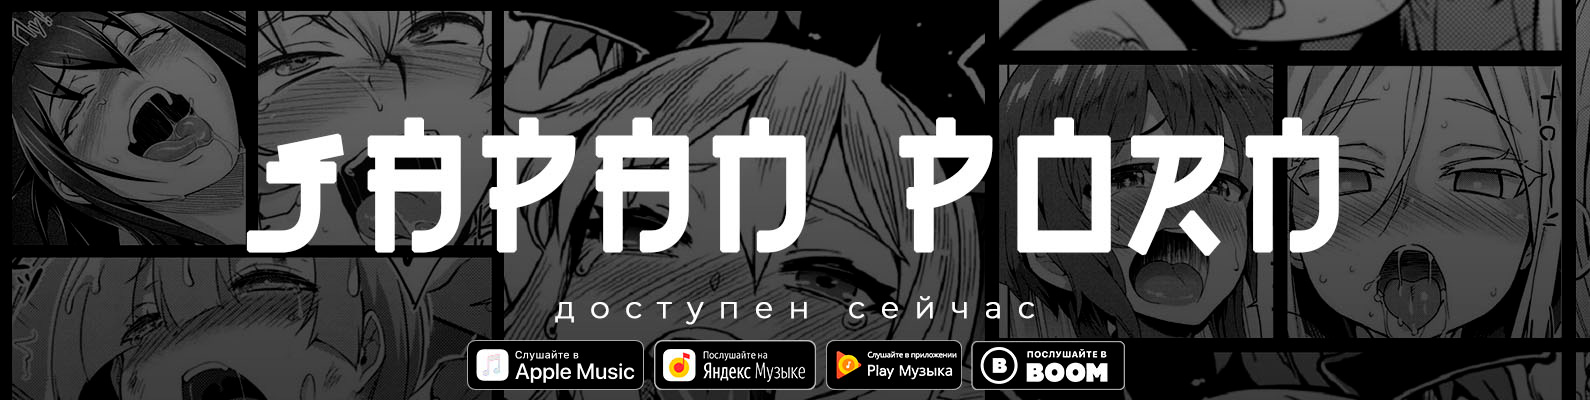 JAPAN PORN
доступен сейчас
Слушайте в
Apple Music
Послушайте на
Яндекс Музыке
Слушайте в приложении
Play Музыка
B
ПОСЛУШАЙТЕ В
BOOM